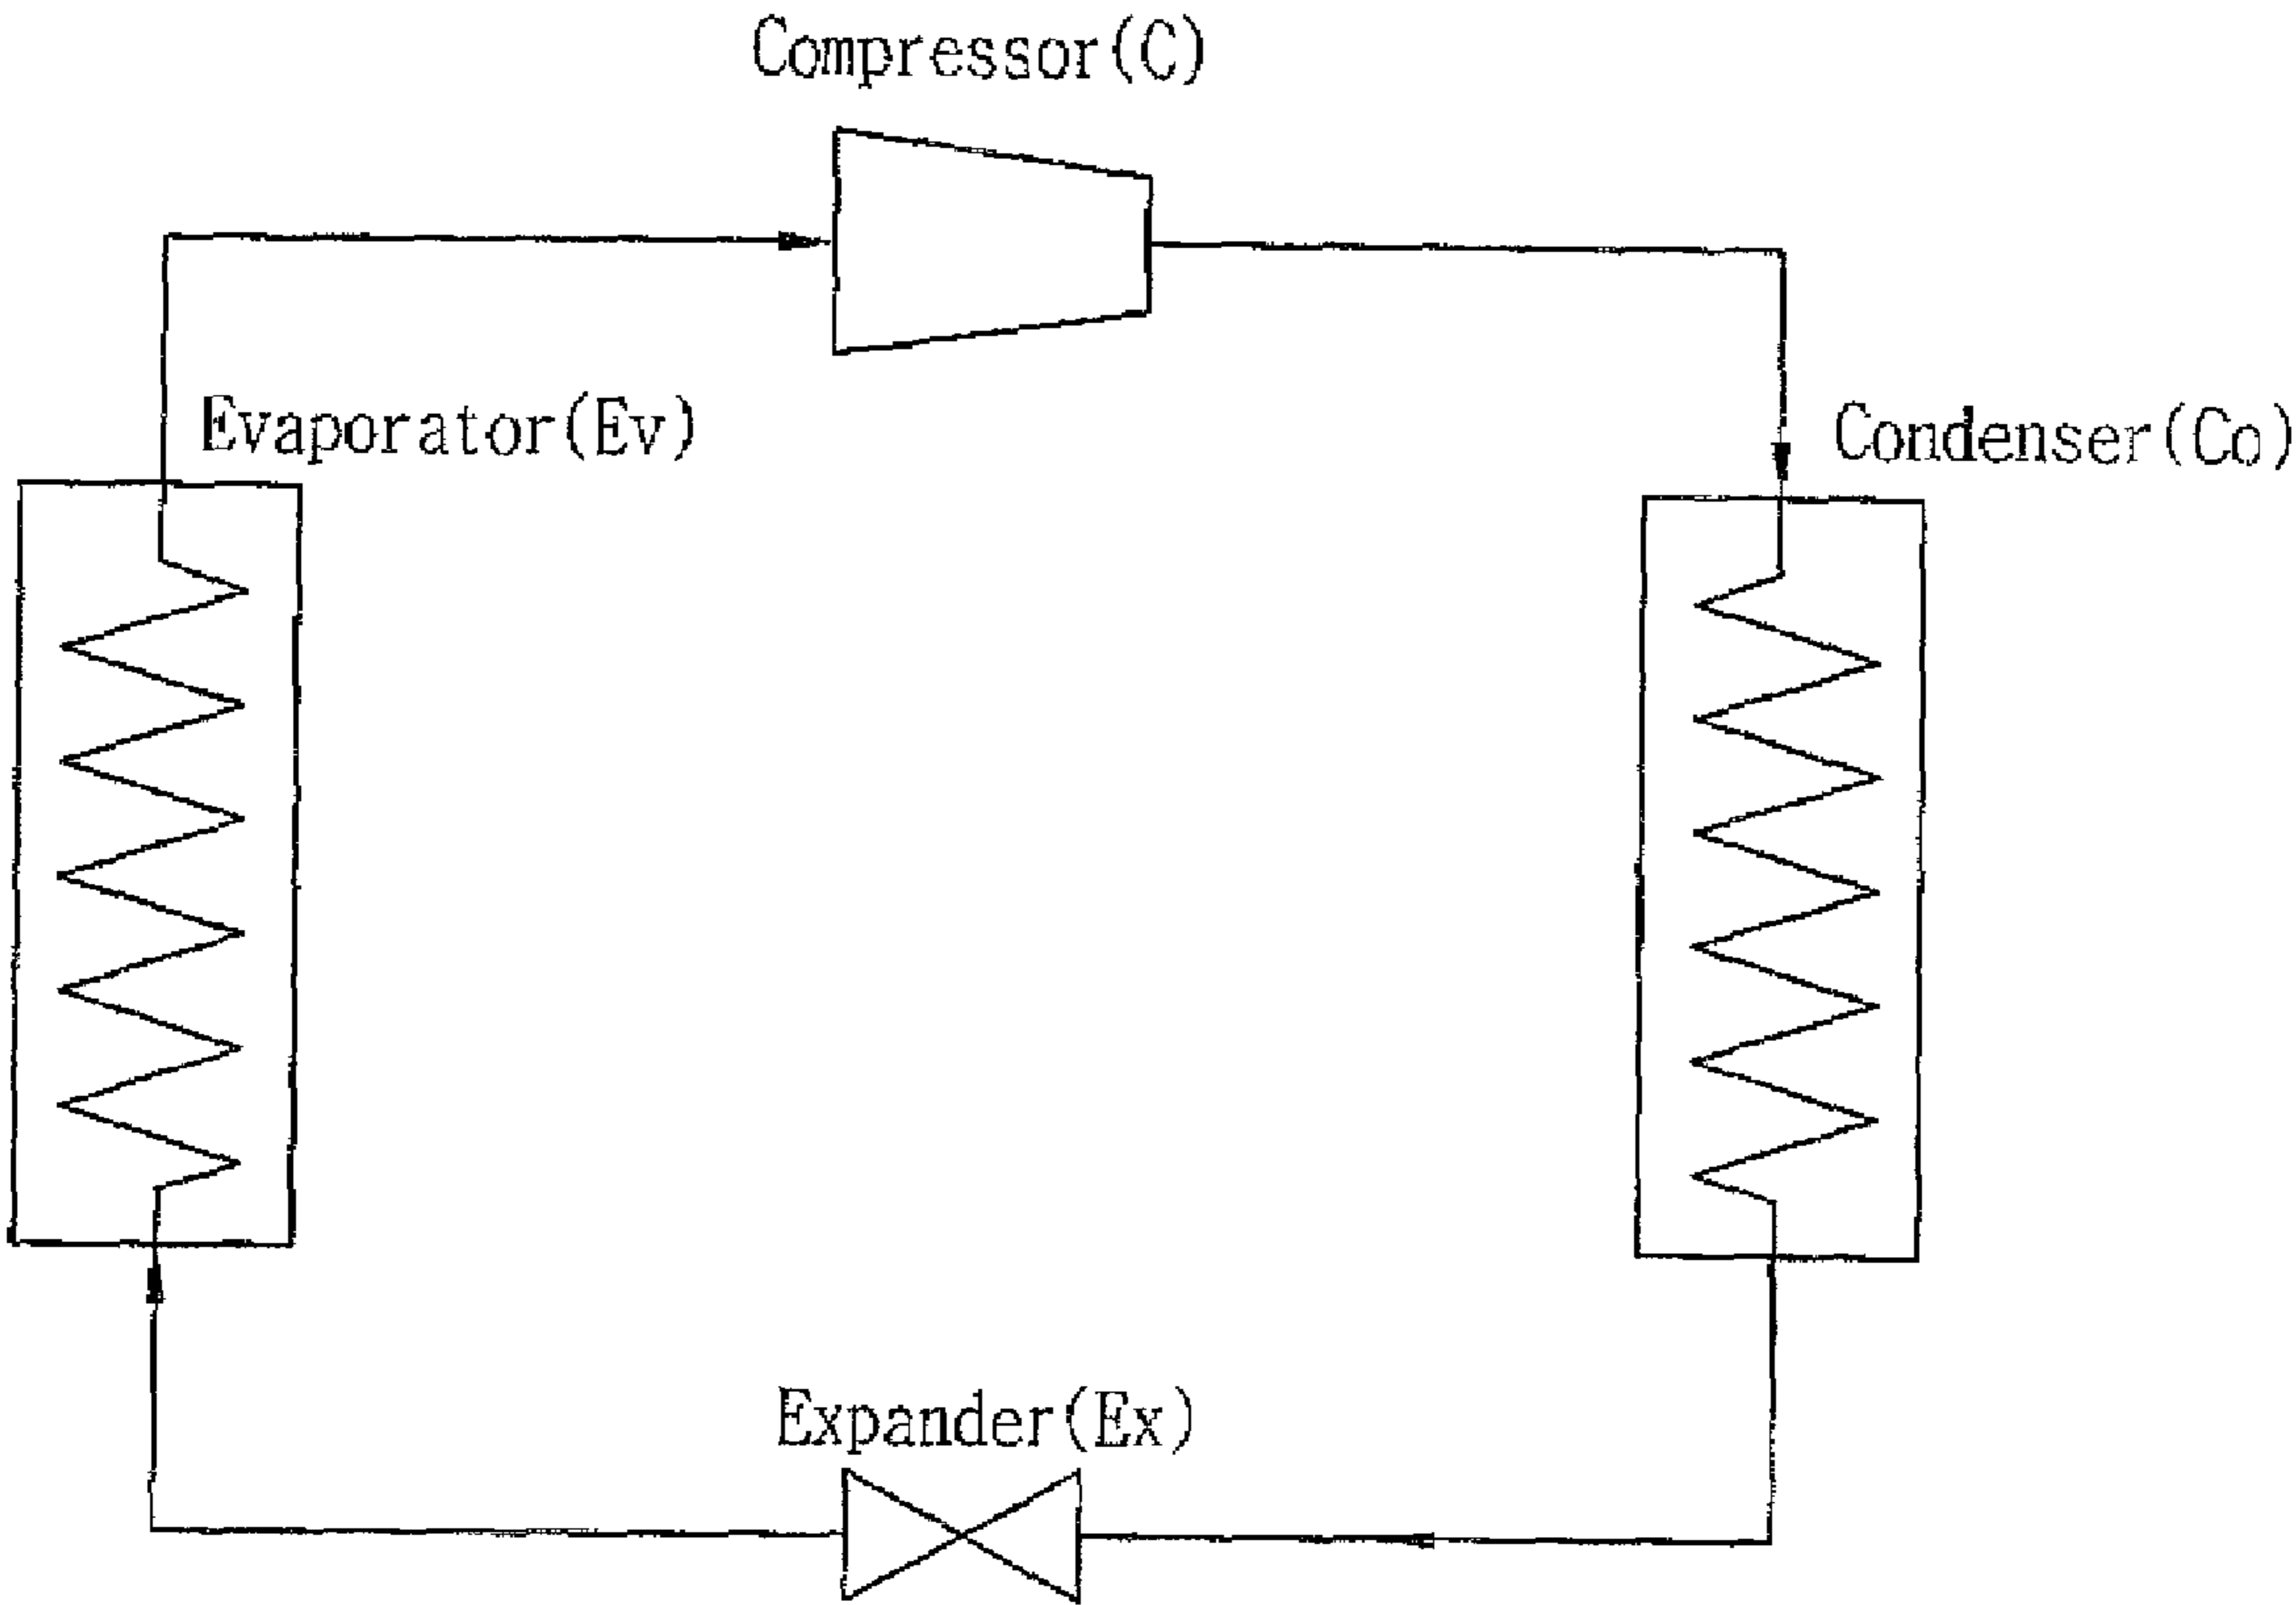 Compressor(C)
Evaporator(Ev)
Condenser(Co)
Expander(Ex)